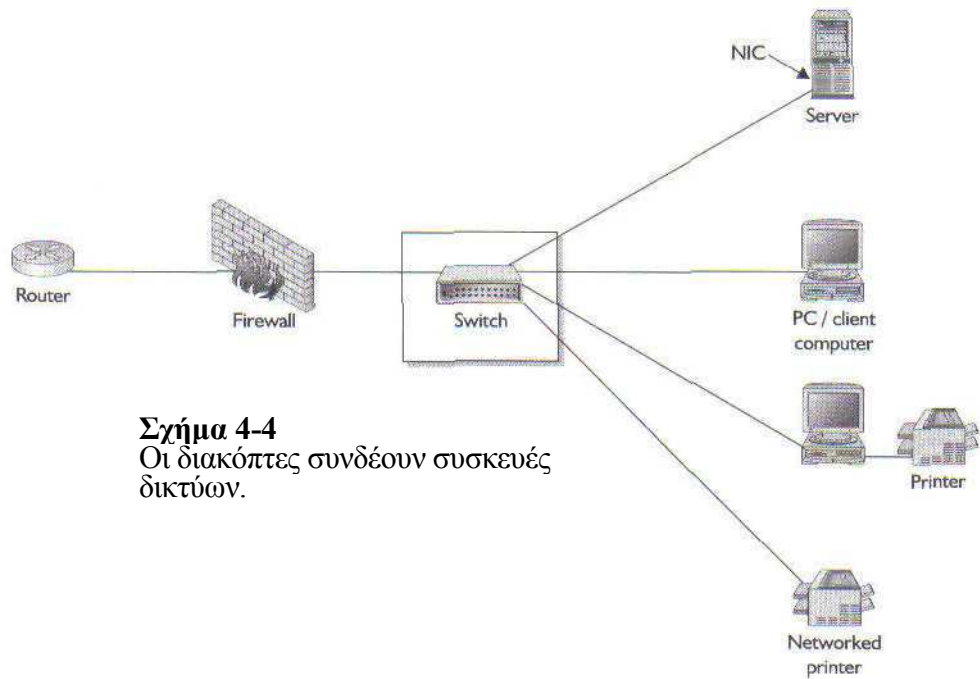 NIC
Server
Router
Firewall
Switch
PC / client
computer
Σχήμα 4-4
Οι διακόπτες συνδέουν συσκευές
δικτύων.
Printer
Networked
printer